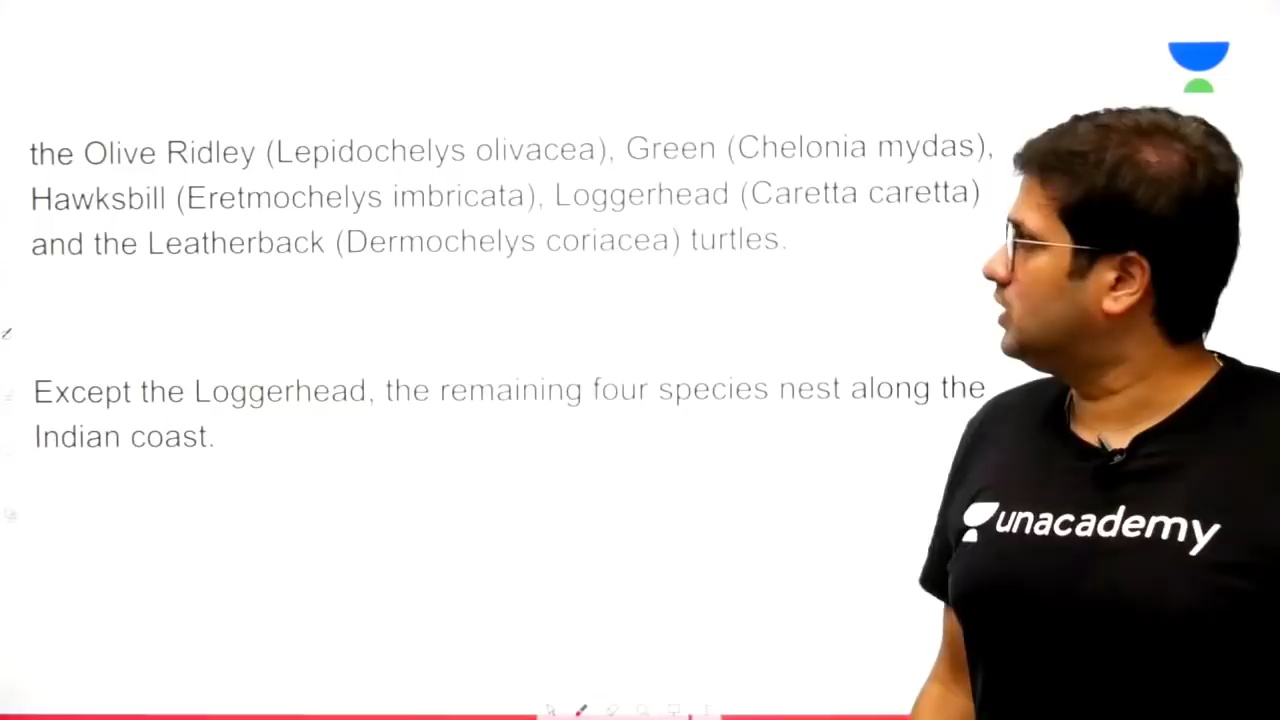 the Olive Ridley (Lepidochelys olivacea), Green (Chelonia mydas),
Hawksbill (Eretmochelys imbricata), Loggerhead (Caretta caretta)
and the Leatherback (Dermochelys coriacea) turtles.
Except the Loggerhead, the remaining four species nest along the
Indian coast.
unacademy